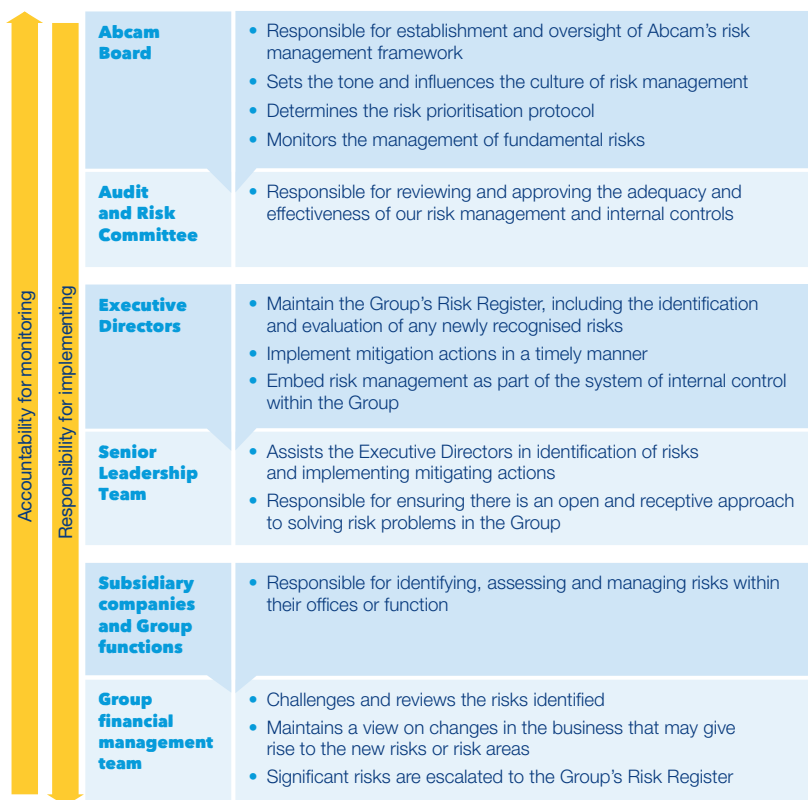 Accountability for monitoring
Responsibility for implementing
Abcam
Board
• Responsible for establishment and oversight of Abcam's risk
management framework
• Sets the tone and influences the culture of risk management
• Determines the risk prioritisation protocol
• Monitors the management of fundamental risks
Audit
and Risk
Committee
• Responsible for reviewing and approving the adequacy and
effectiveness of our risk management and internal controls
Executive
Directors
• Maintain the Group's Risk Register, including the identification
and evaluation of any newly recognised risks
• Implement mitigation actions in a timely manner
• Embed risk management as part of the system of internal control
within the Group
Senior
Leadership
Team
• Assists the Executive Directors in identification of risks
and implementing mitigating actions
• Responsible for ensuring there is an open and receptive approach
to solving risk problems in the Group
Subsidiary
companies
and Group
functions
• Responsible for identifying, assessing and managing risks within
their offices or function
Group
financial
management
team
• Challenges and reviews the risks identified
• Maintains a view on changes in the business that may give
rise to the new risks or risk areas
• Significant risks are escalated to the Group's Risk Register